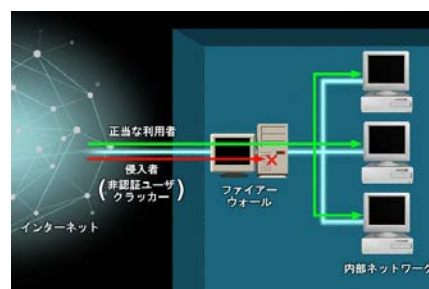 正当な利用者
侵入者
(非認証ユーザ
クラッカー)
インターネット
ファイアー
ウォール
内部ネットワーク